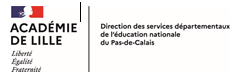 ACADÉMIE
DE LILLE
Liberté
Égalité
Fraternité
Direction des services départementaux
de l'éducation nationale
du Pas-de-Calais